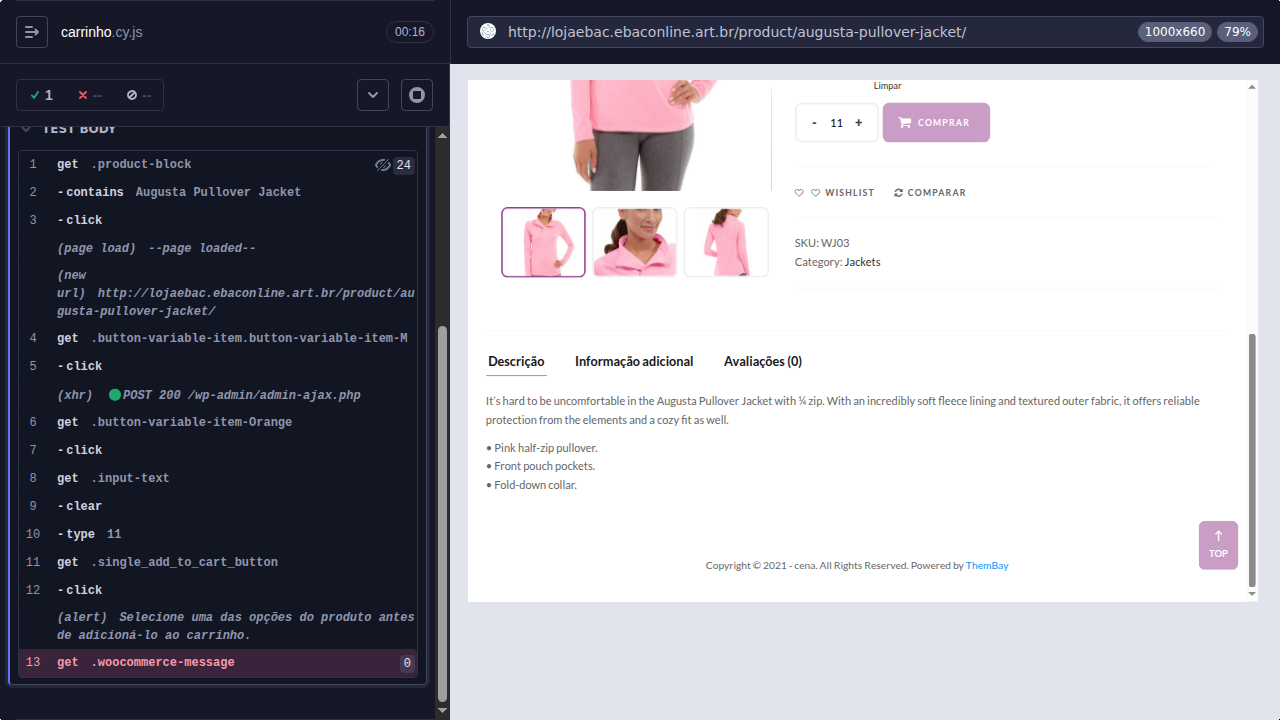 carrinho.cy.js
00:16
http://lojaebac.ebaconline.art.br/product/augusta-pullover-jacket/
1000x660
79%
1
--
--
TEST BODY
1 get .product-block 24
2 -contains Augusta Pullover Jacket
3 -click
(page load) --page loaded--
(new
url) http://lojaebac.ebaconline.art.br/product/au
gusta-pullover-jacket/
4 get .button-variable-item.button-variable-item-M
5 -click
(xhr) POST 200 /wp-admin/admin-ajax.php
6 get .button-variable-item-Orange
7 -click
8 get .input-text
9 -clear
10 -type 11
11 get .single_add_to_cart_button
12 -click
(alert) Selecione uma das opções do produto antes
de adicioná-lo ao carrinho.
13 get .woocommerce-message 0
Limpar
- 11 +
COMPRAR
WISHLIST
COMPARAR
SKU: WJ03
Category: Jackets
Descrição
Informação adicional
Avaliações (0)
It's hard to be uncomfortable in the Augusta Pullover Jacket with ¼ zip. With an incredibly soft fleece lining and textured outer fabric, it offers reliable
protection from the elements and a cozy fit as well.
• Pink half-zip pullover.
• Front pouch pockets.
• Fold-down collar.
TOP
Copyright © 2021 - cena. All Rights Reserved. Powered by ThemBay